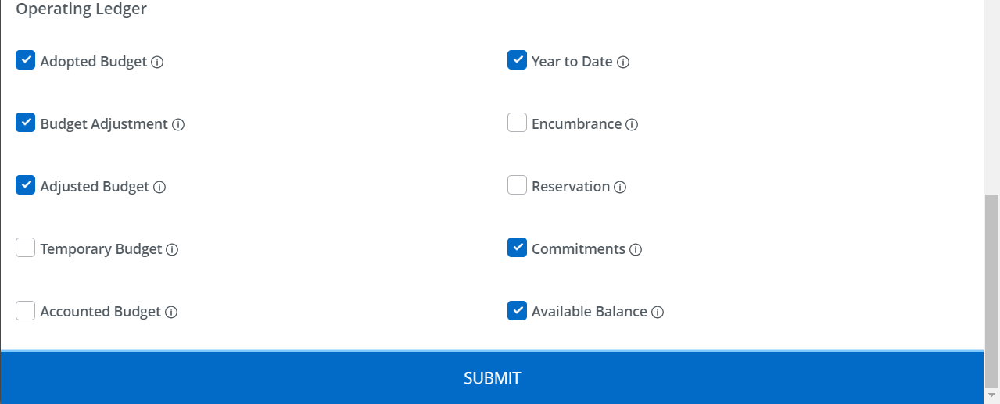 Operating Ledger
Adopted Budget
Year to Date
Budget Adjustment
Encumbrance
Adjusted Budget
Reservation
Temporary Budget
Commitments
Accounted Budget
Available Balance
SUBMIT